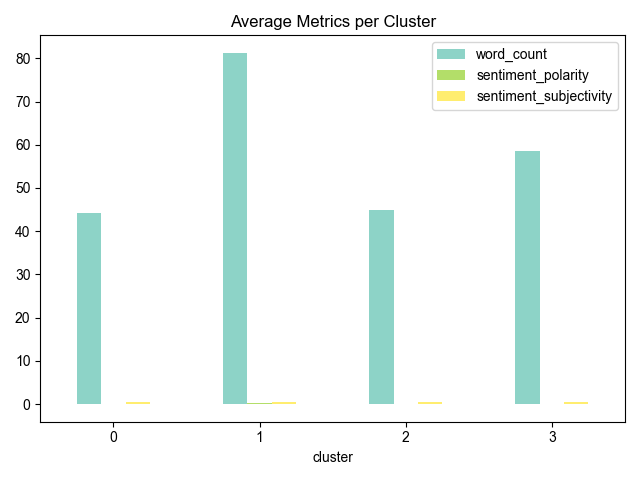 Average Metrics per Cluster
word_count
sentiment_polarity
sentiment_subjectivity
80
70
60
50
40
30
20
10
0
0 1 2 3
cluster